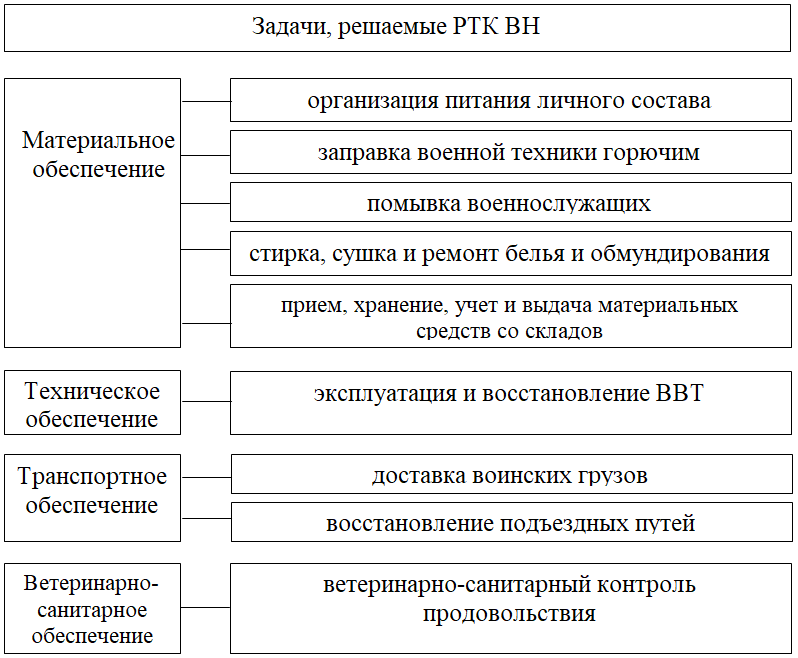 Задачи, решаемые РТК ВН
Материальное
обеспечение
организация питания личного состава
заправка военной техники горючим
помывка военнослужащих
стирка, сушка и ремонт белья и обмундирования
прием, хранение, учет и выдача материальных
средств со складов
Техническое
обеспечение
эксплуатация и восстановление ВВТ
Транспортное
обеспечение
доставка воинских грузов
восстановление подъездных путей
Ветеринарно-
санитарное
обеспечение
ветеринарно-санитарный контроль
продовольствия